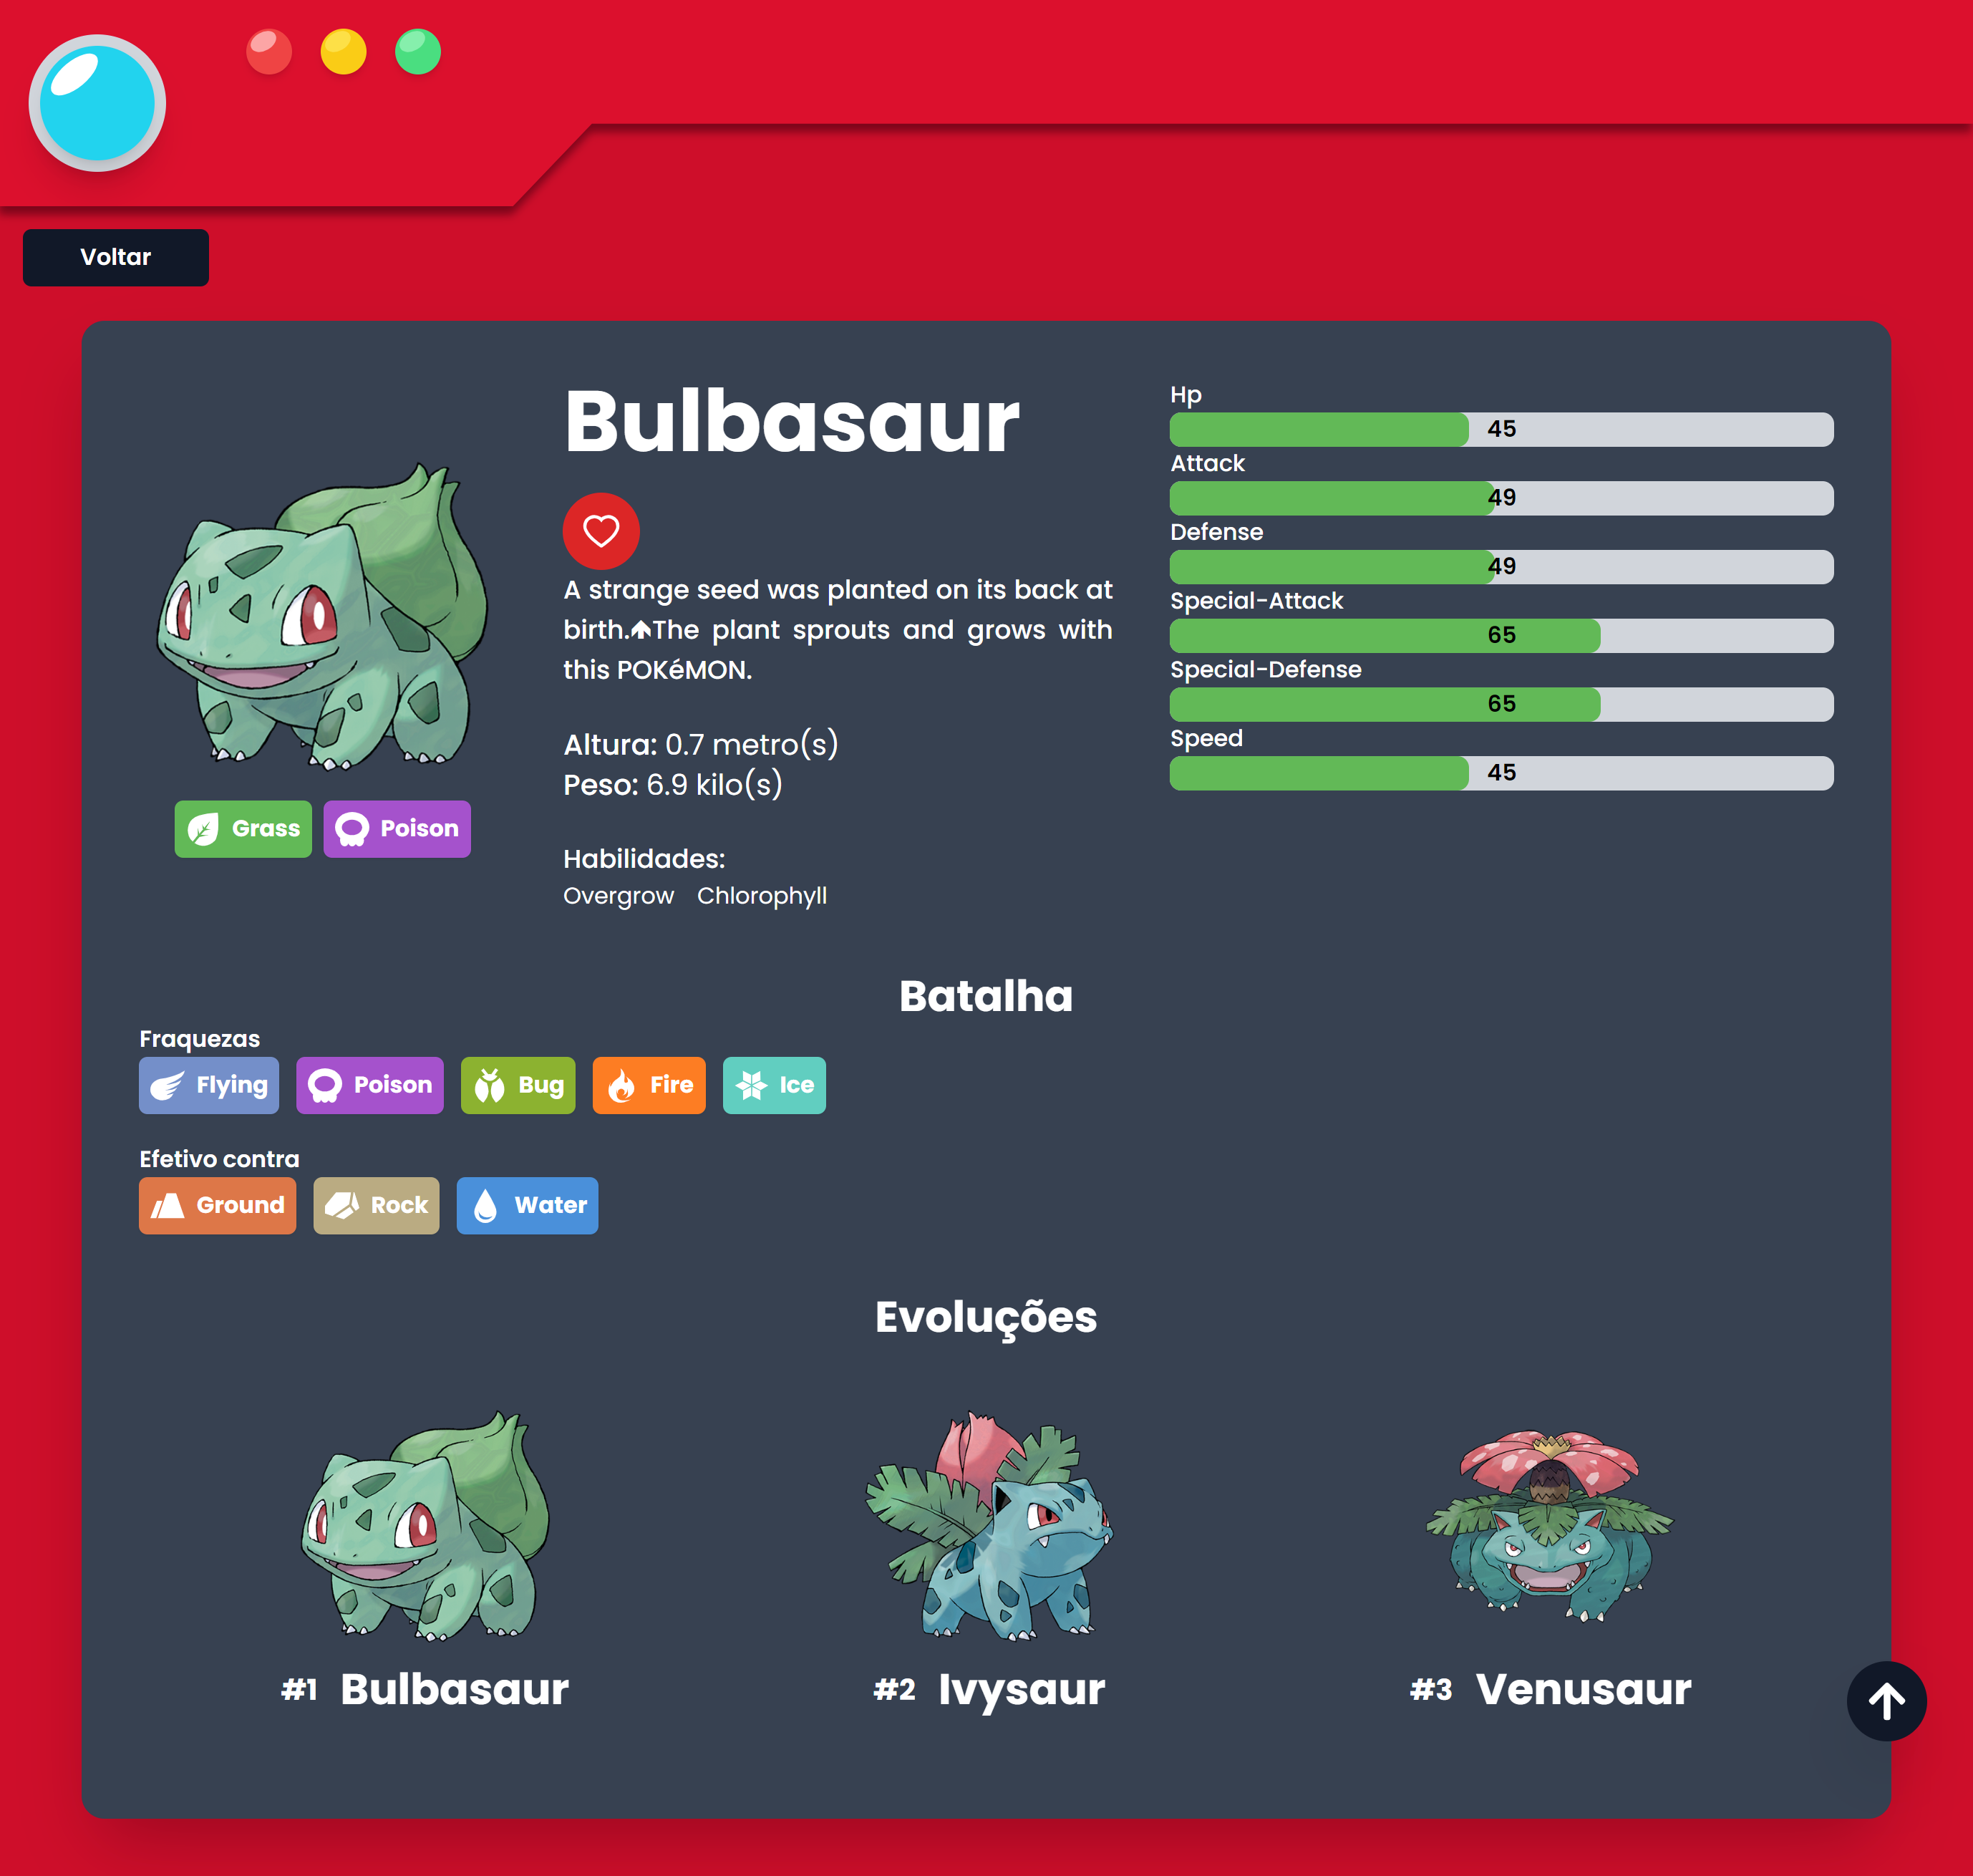 Voltar
Bulbasaur
A strange seed was planted on its back at
birth.🡅The plant sprouts and grows with
this POKéMON.
Altura: 0.7 metro(s)
Peso: 6.9 kilo(s)
Habilidades:
Overgrow Chlorophyll
Grass Poison
Hp
45
Attack
49
Defense
49
Special-Attack
65
Special-Defense
65
Speed
45
Batalha
Fraquezas
Flying Poison Bug Fire Ice
Efetivo contra
Ground Rock Water
Evoluções
#1 Bulbasaur
#2 Ivysaur
#3 Venusaur